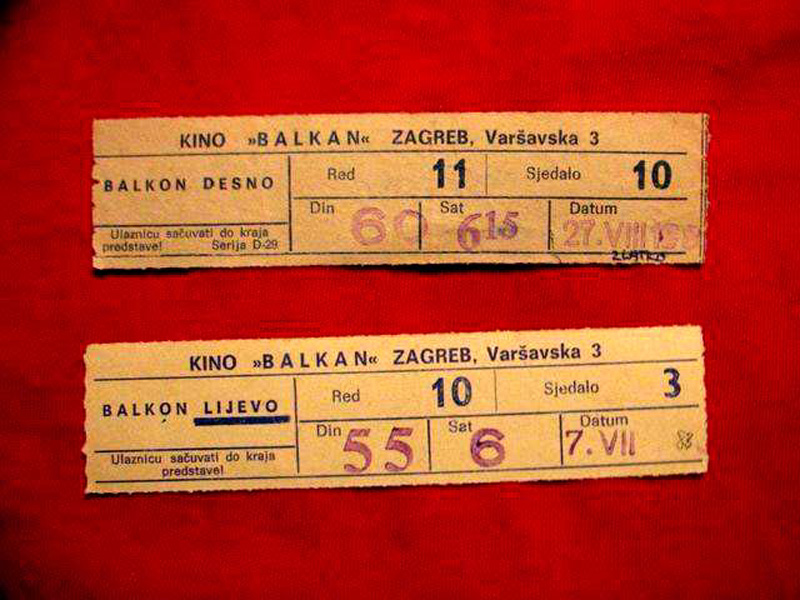 KINO »BALKAN« ZAGREB, Varšavska 3
BALKON DESNO
Red 11 Sjedalo 10
Din 60 Sat 6 15 Datum 27. VIII 198
Ulaznicu sačuvati do kraja
predstave! Serija D-29
KINO »BALKAN« ZAGREB, Varšavska 3
BALKON LIJEVO
Red 10 Sjedalo 3
Din 55 Sat 6 Datum 7. VII
Ulaznicu sačuvati do kraja
predstave!